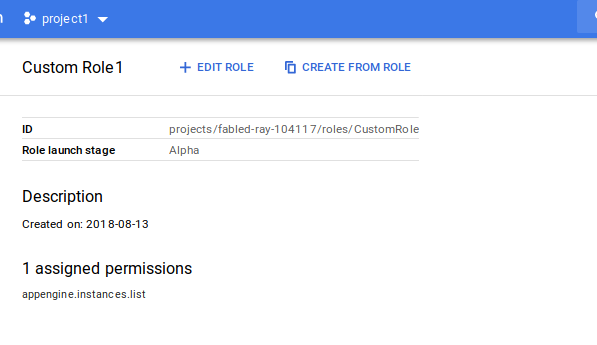 project1
Custom Role1
EDIT ROLE
CREATE FROM ROLE
ID projects/fabled-ray-104117/roles/CustomRole
Role launch stage Alpha
Description
Created on: 2018-08-13
1 assigned permissions
appengine.instances.list